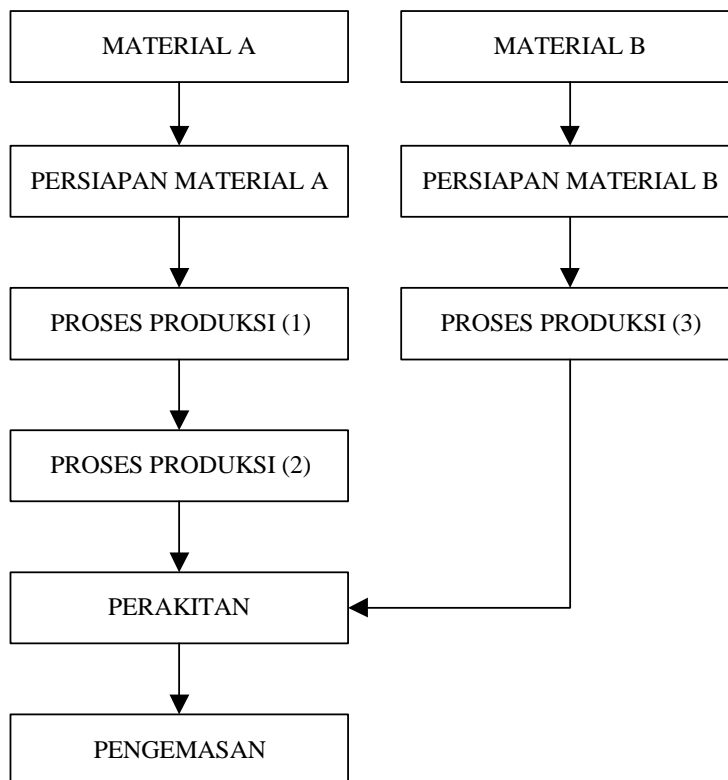 MATERIAL A
MATERIAL B
PERSIAPAN MATERIAL A
PERSIAPAN MATERIAL B
PROSES PRODUKSI (1)
PROSES PRODUKSI (3)
PROSES PRODUKSI (2)
PERAKITAN
PENGEMASAN